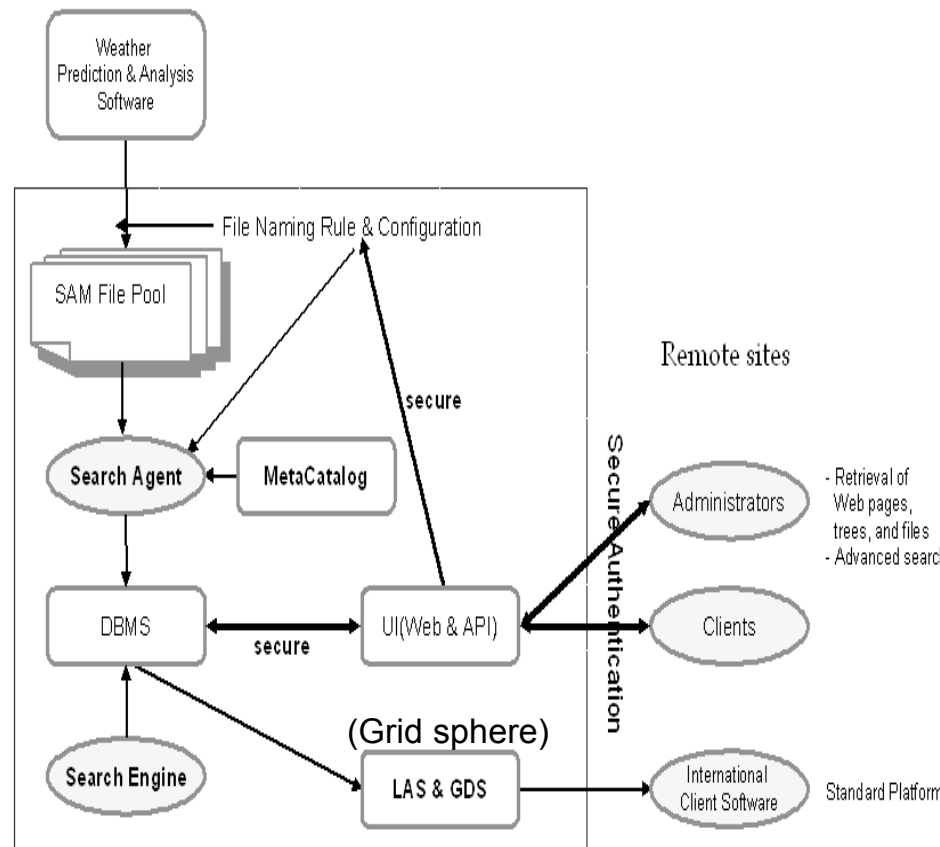 Weather
Prediction & Analysis
Software
File Naming Rule & Configuration
SAM File Pool
Remote sites
secure
Secure Authentication
Search Agent
MetaCatalog
Administrators
- Retrieval of
Web pages,
trees, and files
- Advanced search
DBMS
secure
UI(Web & API)
Clients
(Grid sphere)
Search Engine
LAS & GDS
International
Client Software
Standard Platform